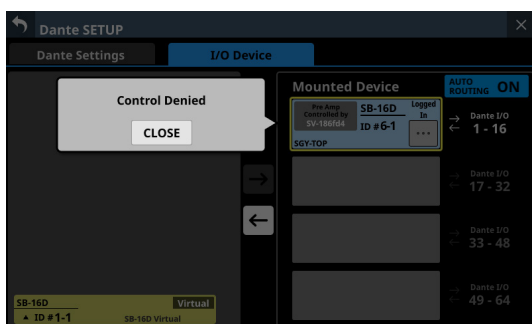 Dante SETUP
Dante Settings
I/O Device
Control Denied
CLOSE
Mounted Device
AUTO
ROUTING ON
Pre Amp
Controlled by
SV-186fd4
SB-16D
ID # 6-1
Logged
In
...
SGY-TOP
Dante I/O
1 - 16
Dante I/O
17 - 32
Dante I/O
33 - 48
Dante I/O
49 - 64
SB-16D
Virtual
ID # 1-1
SB-16D Virtual